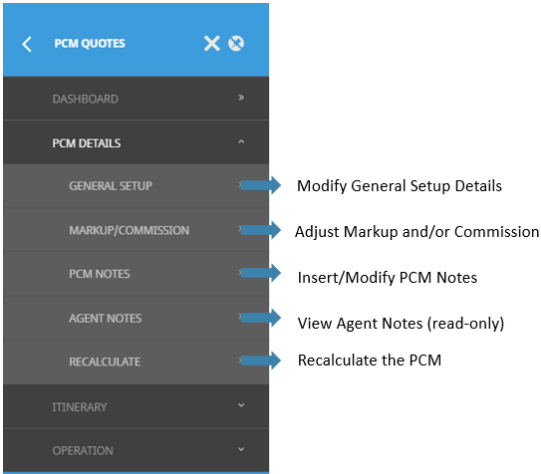 PCM QUOTES
DASHBOARD
PCM DETAILS
GENERAL SETUP
Modify General Setup Details
MARKUP/COMMISSION
Adjust Markup and/or Commission
PCM NOTES
Insert/Modify PCM Notes
AGENT NOTES
View Agent Notes (read-only)
RECALCULATE
Recalculate the PCM
ITINERARY
OPERATION